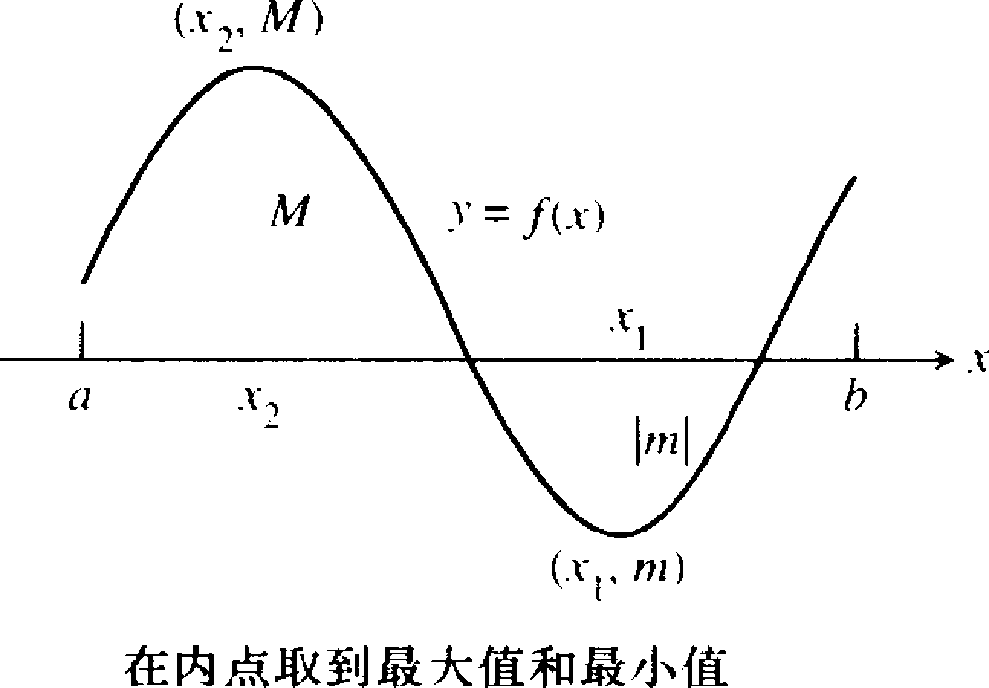 (x₂, M)
M
y = f(x)
x₁
x
a
x₂
b
|m|
(x₁, m)
在内点取到最大值和最小值